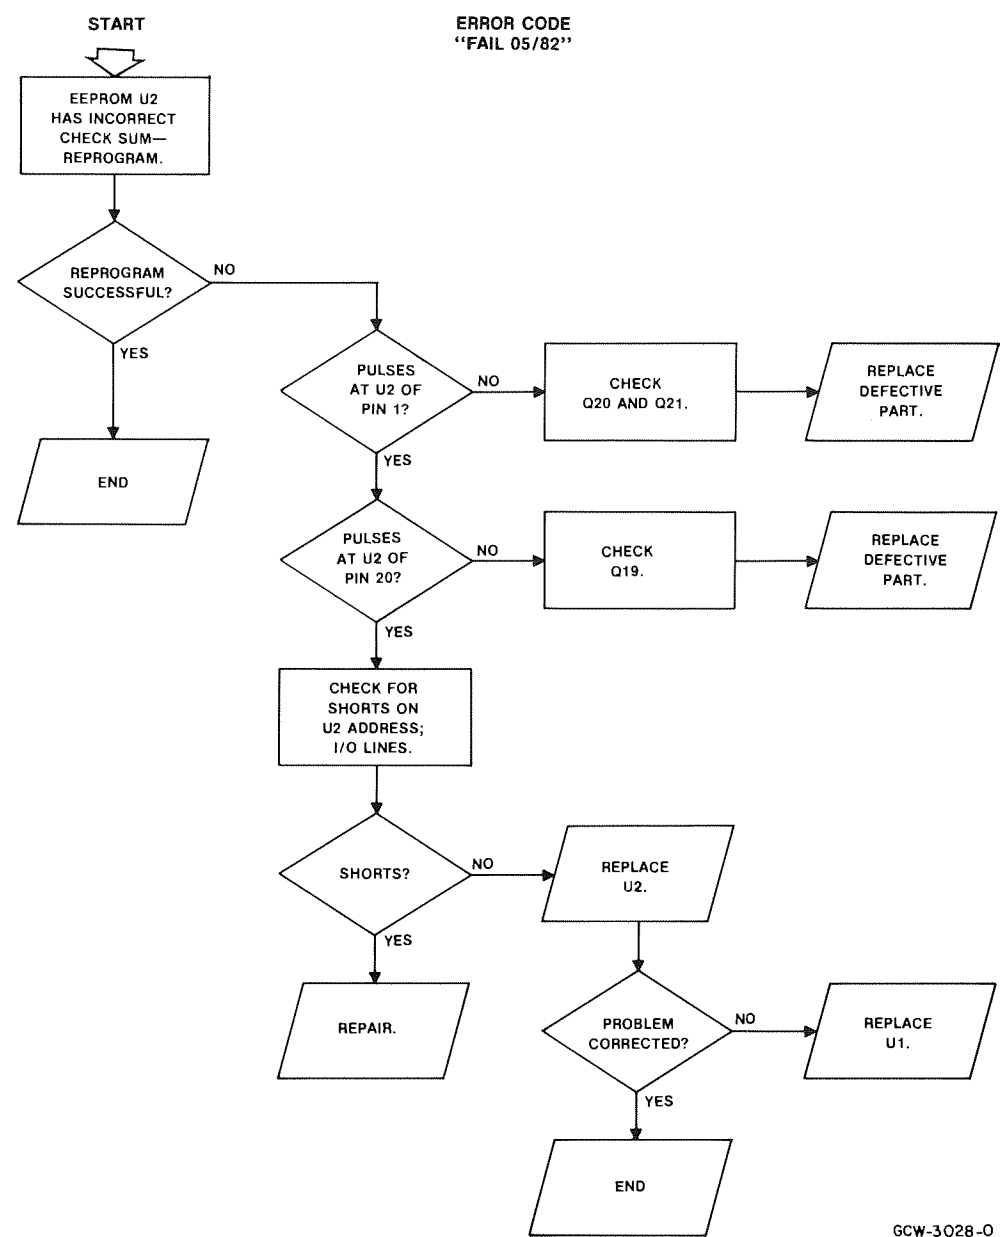 START
ERROR CODE
"FAIL 05/82"
EEPROM U2
HAS INCORRECT
CHECK SUM—
REPROGRAM.
REPROGRAM
SUCCESSFUL?
NO
YES
END
PULSES
AT U2 OF
PIN 1?
NO
CHECK
Q20 AND Q21.
REPLACE
DEFECTIVE
PART.
YES
PULSES
AT U2 OF
PIN 20?
NO
CHECK
Q19.
REPLACE
DEFECTIVE
PART.
YES
CHECK FOR
SHORTS ON
U2 ADDRESS;
I/O LINES.
SHORTS?
NO
REPLACE
U2.
YES
REPAIR.
PROBLEM
CORRECTED?
NO
REPLACE
U1.
YES
END
GCW-3028-O